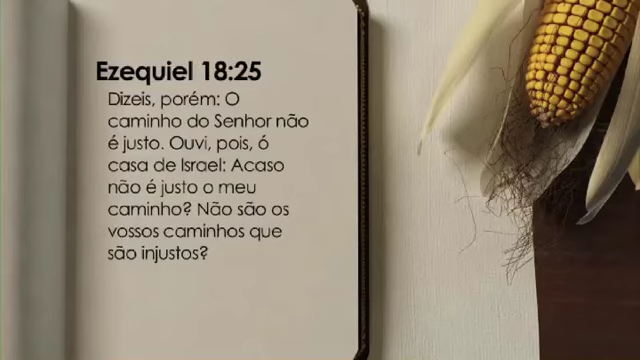 Ezequiel 18:25
Dizeis, porém: O
caminho do Senhor não
é justo. Ouvi, pois, ó
casa de Israel: Acaso
não é justo o meu
caminho? Não são os
vossos caminhos que
são injustos?